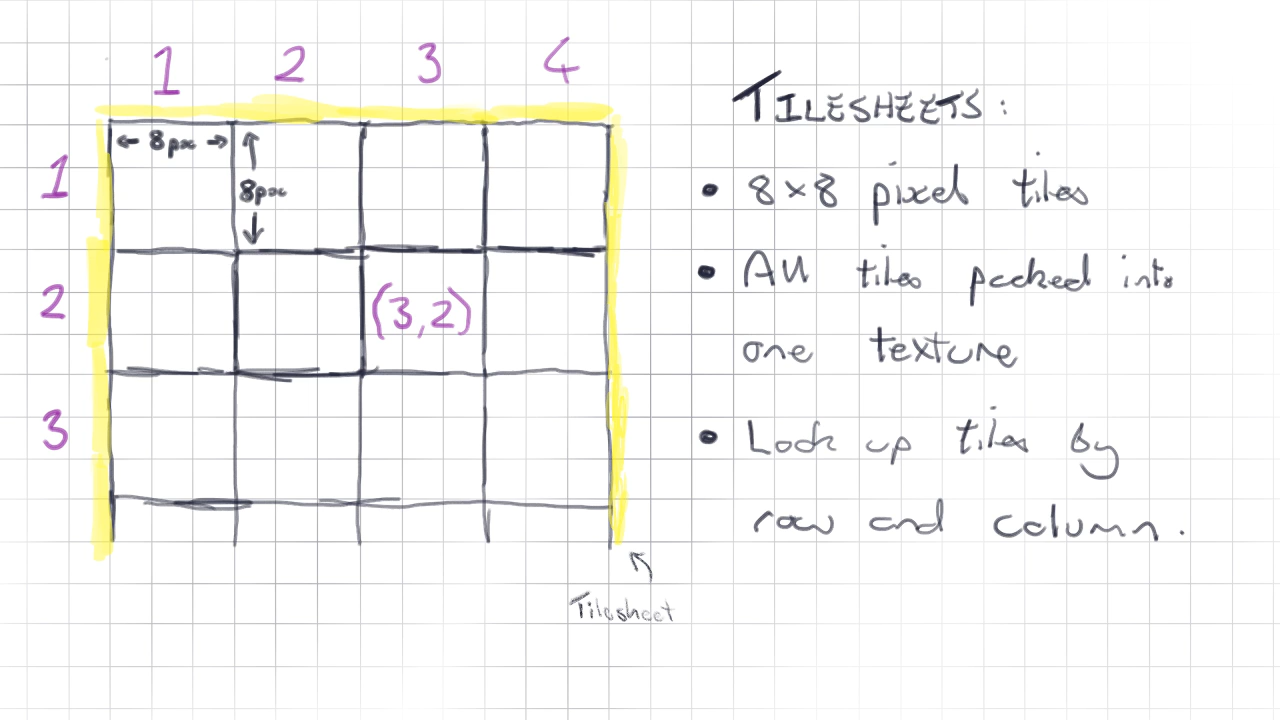 1 2 3 4
TILESHEETS:
1
← 8px →
8px
• 8×8 pixel tiles
2
(3,2)
• All tiles packed into
one texture
3
• Look up tiles by
row and column.
Tilesheet